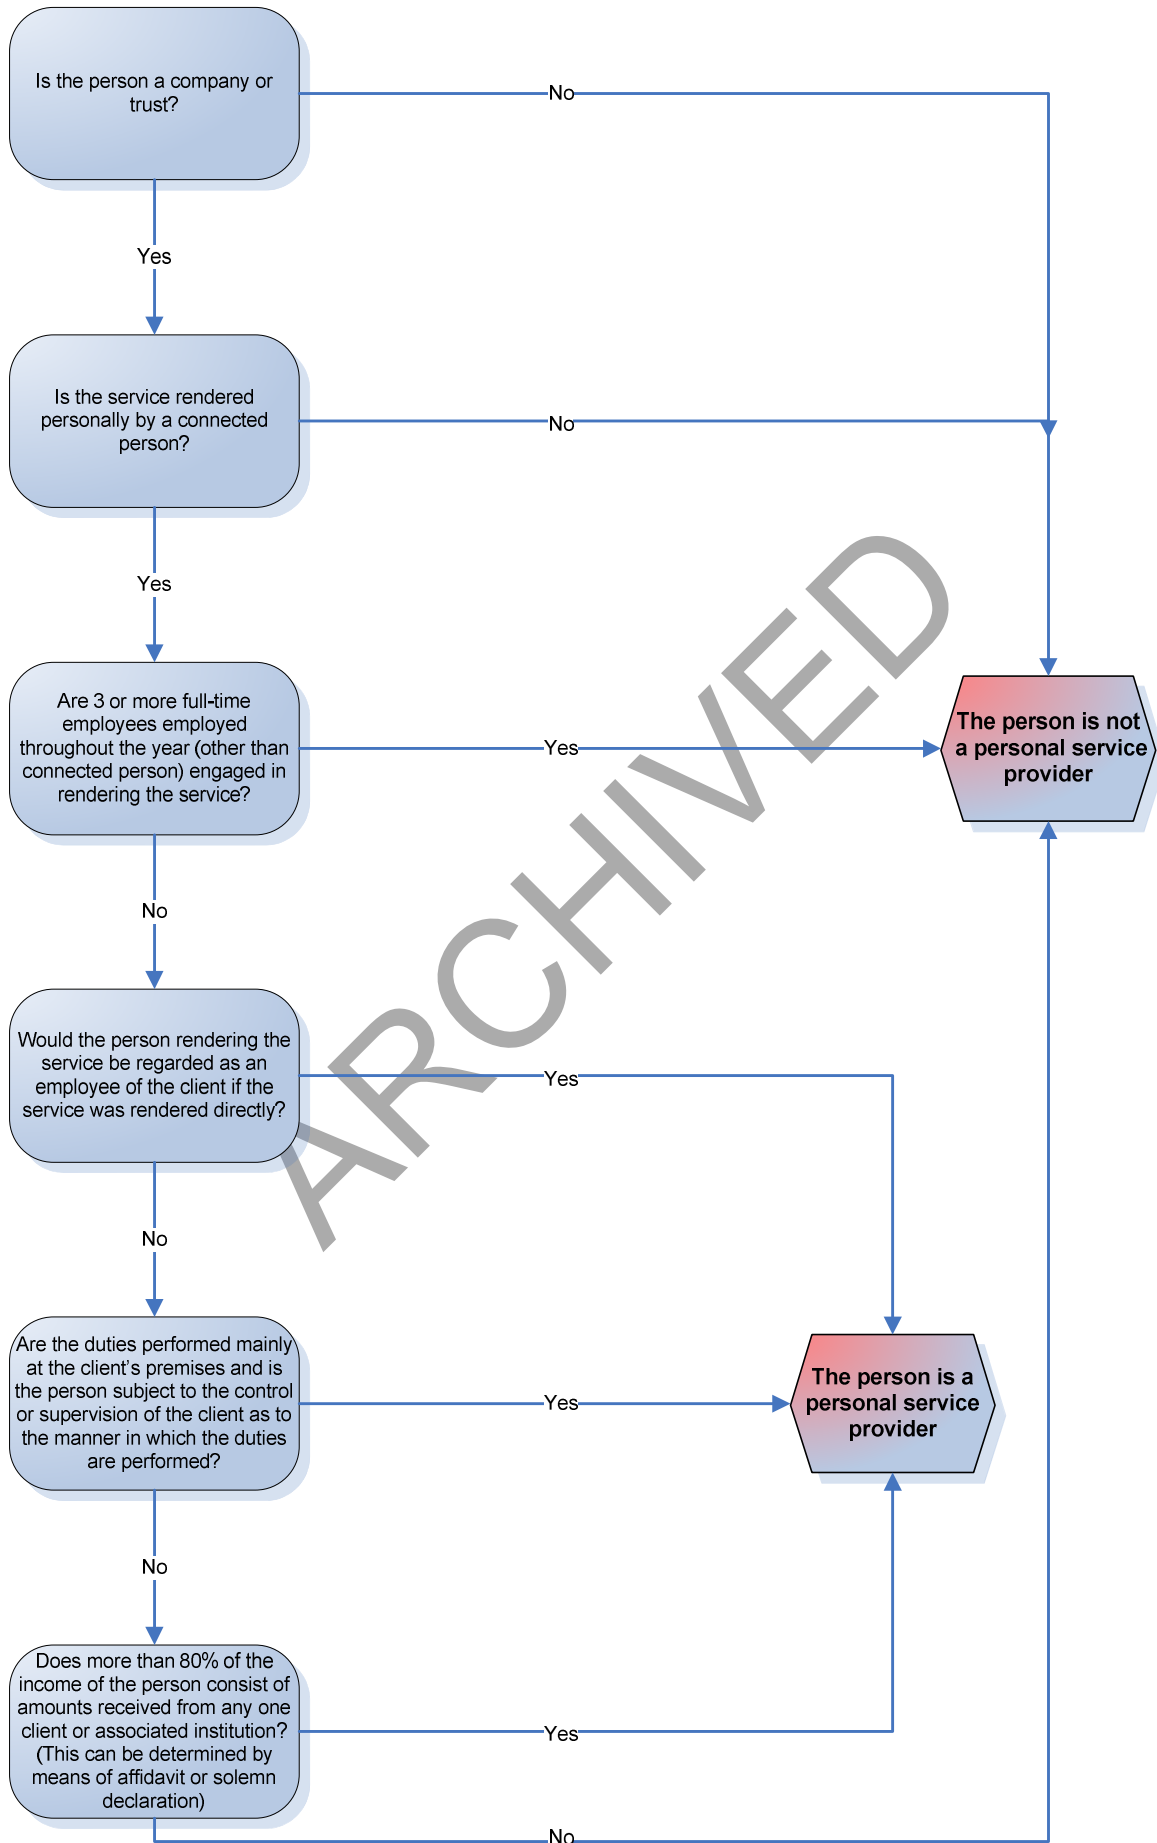 Is the person a company or
trust?
No
Yes
Is the service rendered
personally by a connected
person?
No
Yes
Are 3 or more full-time
employees employed
throughout the year (other than
connected person) engaged in
rendering the service?
Yes
The person is not
a personal service
provider
No
Would the person rendering the
service be regarded as an
employee of the client if the
service was rendered directly?
Yes
No
Are the duties performed mainly
at the client's premises and is
the person subject to the control
or supervision of the client as to
the manner in which the duties
are performed?
Yes
The person is a
personal service
provider
No
Does more than 80% of the
income of the person consist of
amounts received from any one
client or associated institution?
(This can be determined by
means of affidavit or solemn
declaration)
Yes
No
ARCHIVED